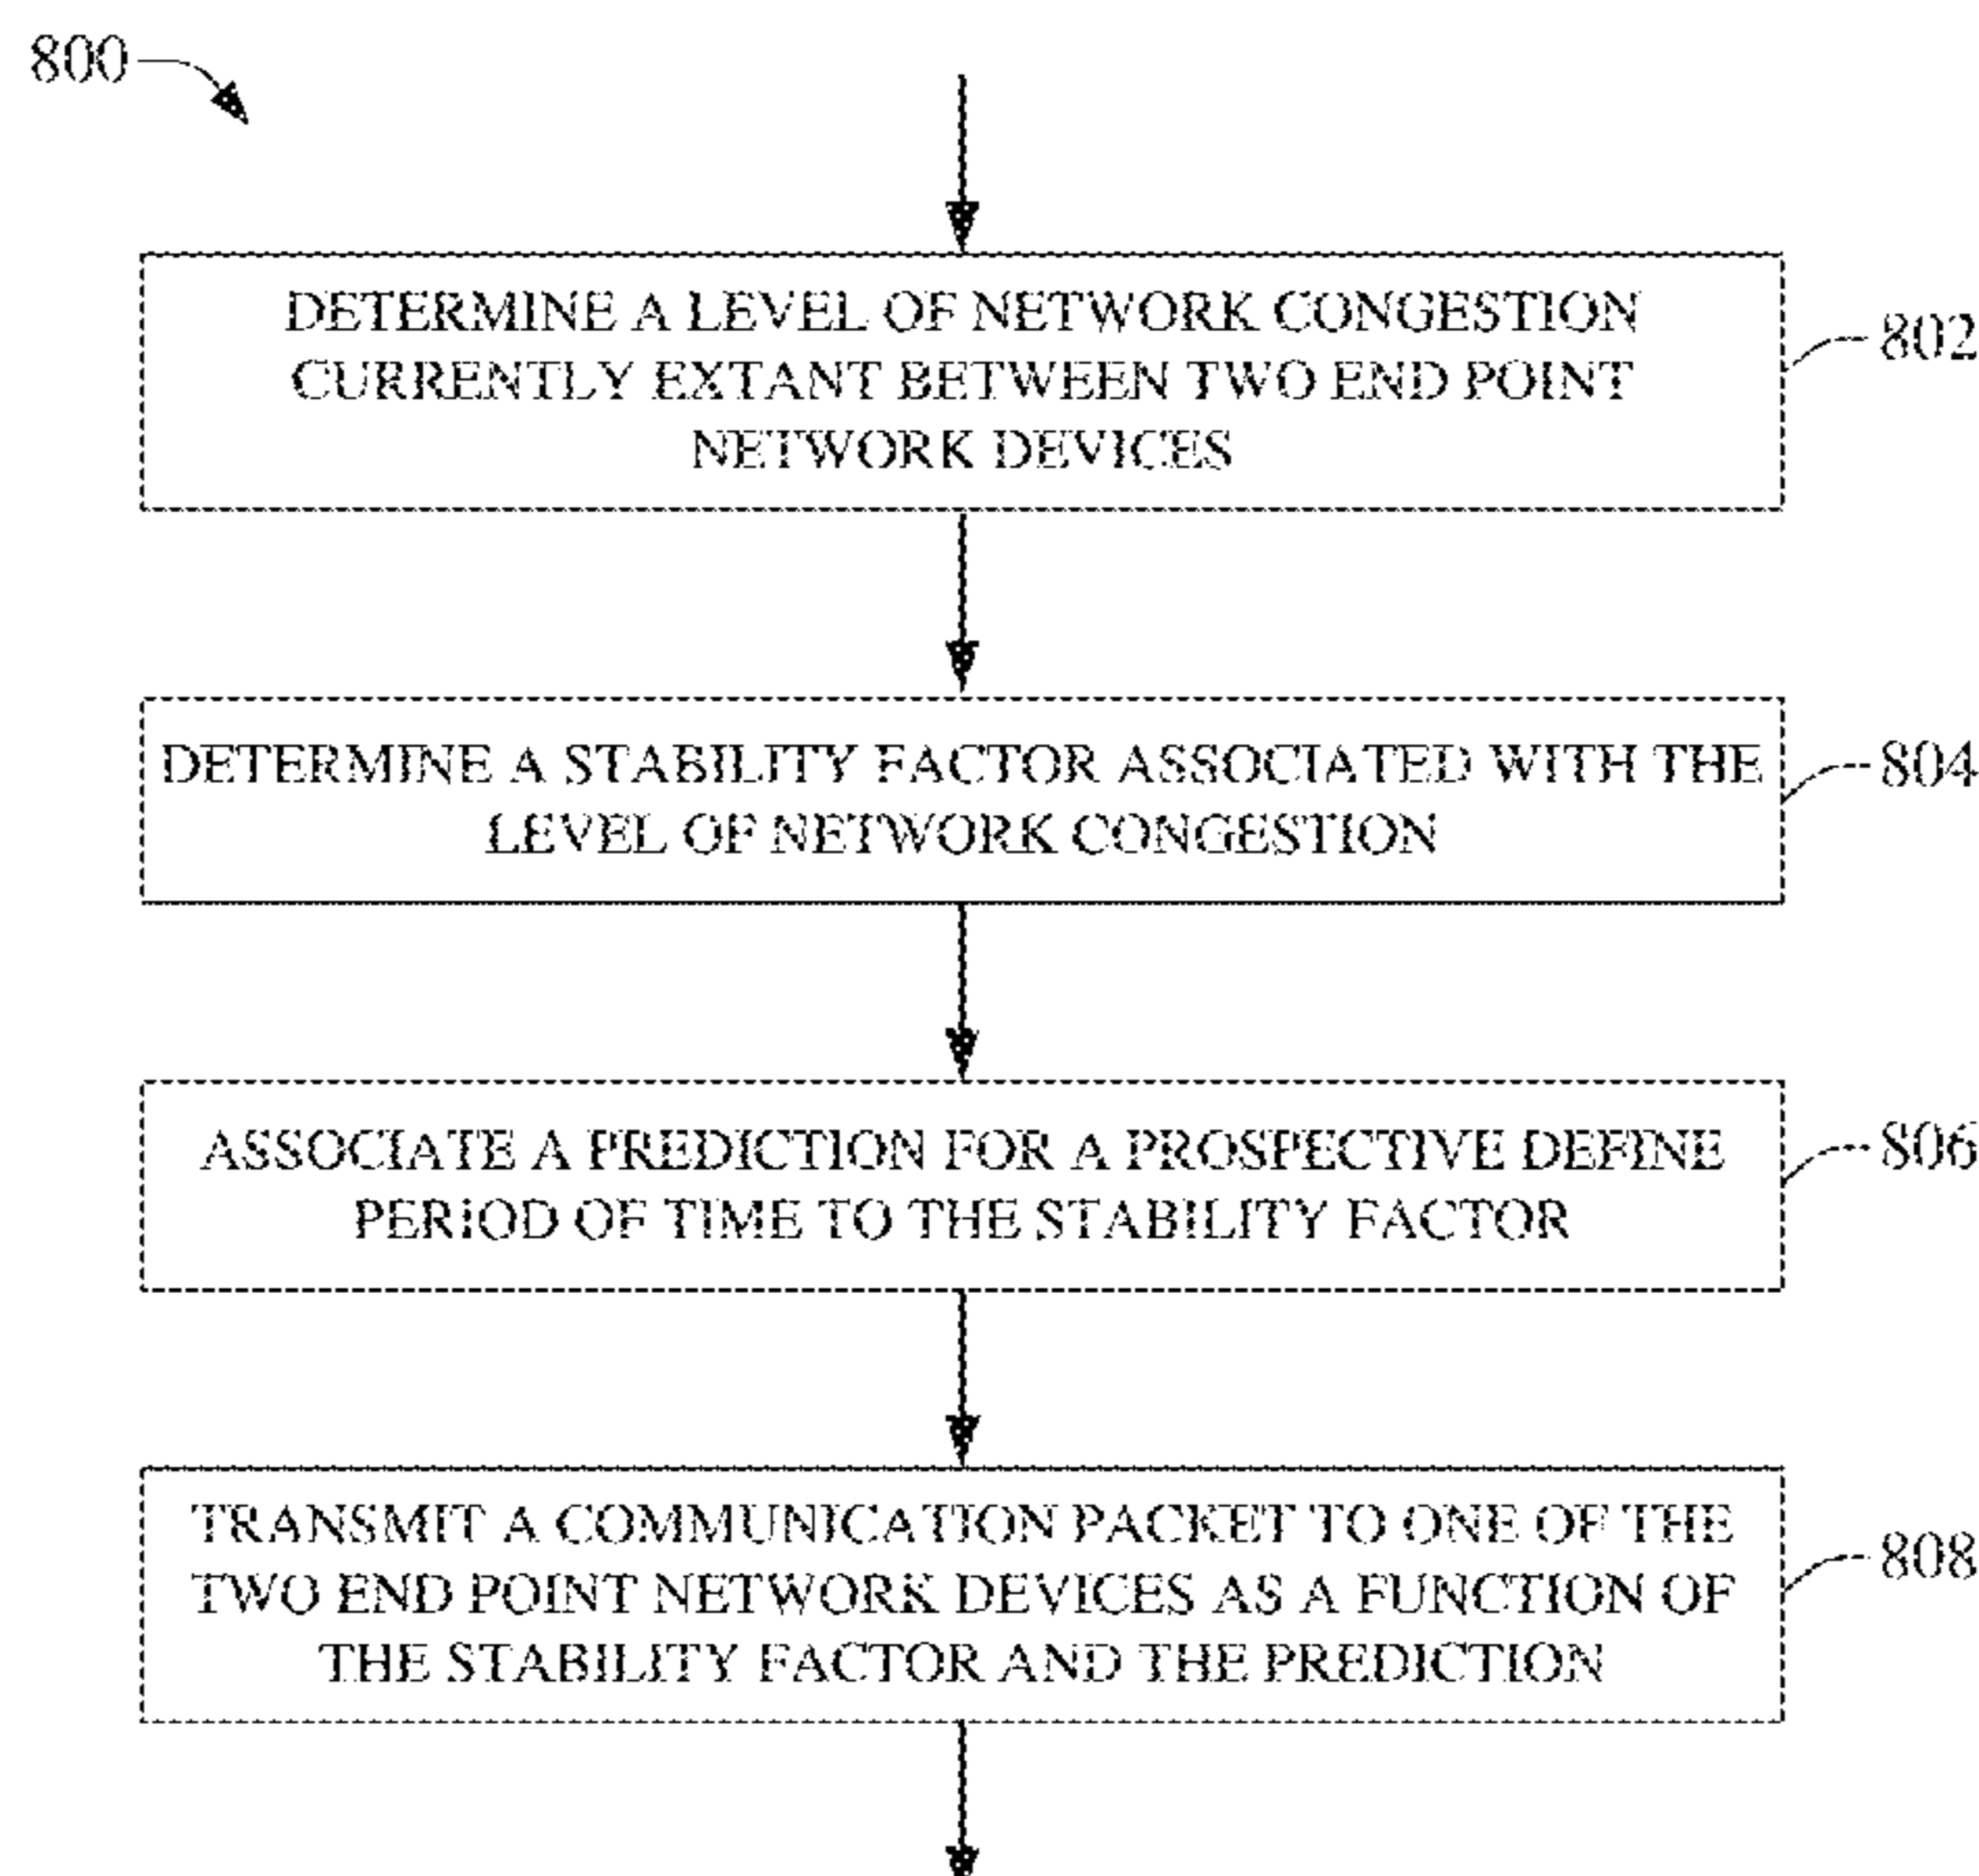 800
DETERMINE A LEVEL OF NETWORK CONGESTION
CURRENTLY EXTANT BETWEEN TWO END POINT
NETWORK DEVICES
802
DETERMINE A STABILITY FACTOR ASSOCIATED WITH THE
LEVEL OF NETWORK CONGESTION
804
ASSOCIATE A PREDICTION FOR A PROSPECTIVE DEFINE
PERIOD OF TIME TO THE STABILITY FACTOR
806
TRANSMIT A COMMUNICATION PACKET TO ONE OF THE
TWO END POINT NETWORK DEVICES AS A FUNCTION OF
THE STABILITY FACTOR AND THE PREDICTION
808